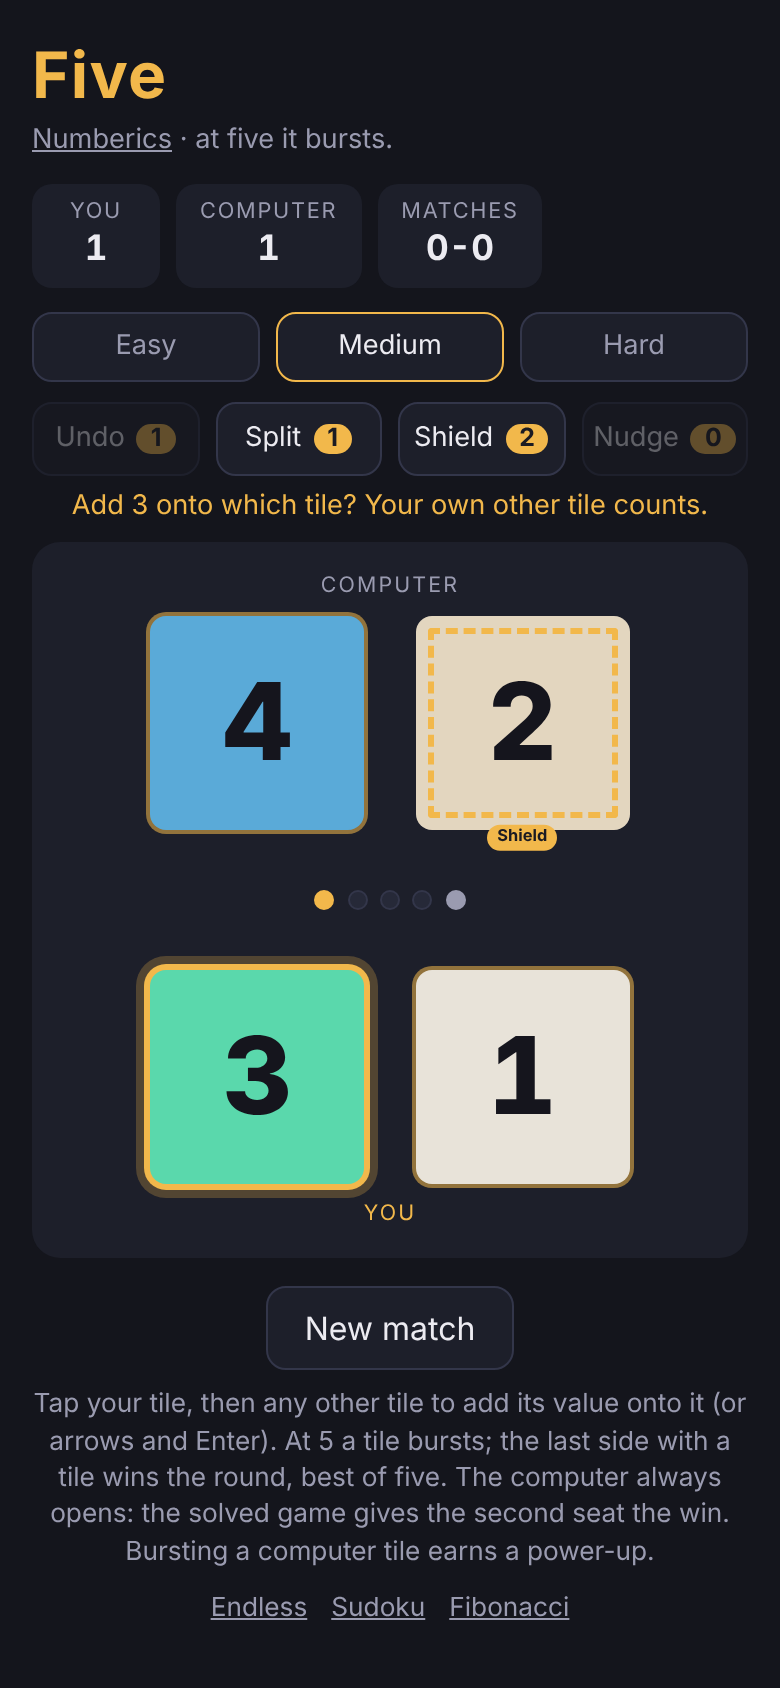 Five
Numberics · at five it bursts.
YOU COMPUTER MATCHES
1 1 0-0
Easy Medium Hard
Undo 1 Split 1 Shield 2 Nudge 0
Add 3 onto which tile? Your own other tile counts.
COMPUTER
4 2
Shield
3 1
YOU
New match
Tap your tile, then any other tile to add its value onto it (or
arrows and Enter). At 5 a tile bursts; the last side with a
tile wins the round, best of five. The computer always
opens: the solved game gives the second seat the win.
Bursting a computer tile earns a power-up.
Endless Sudoku Fibonacci